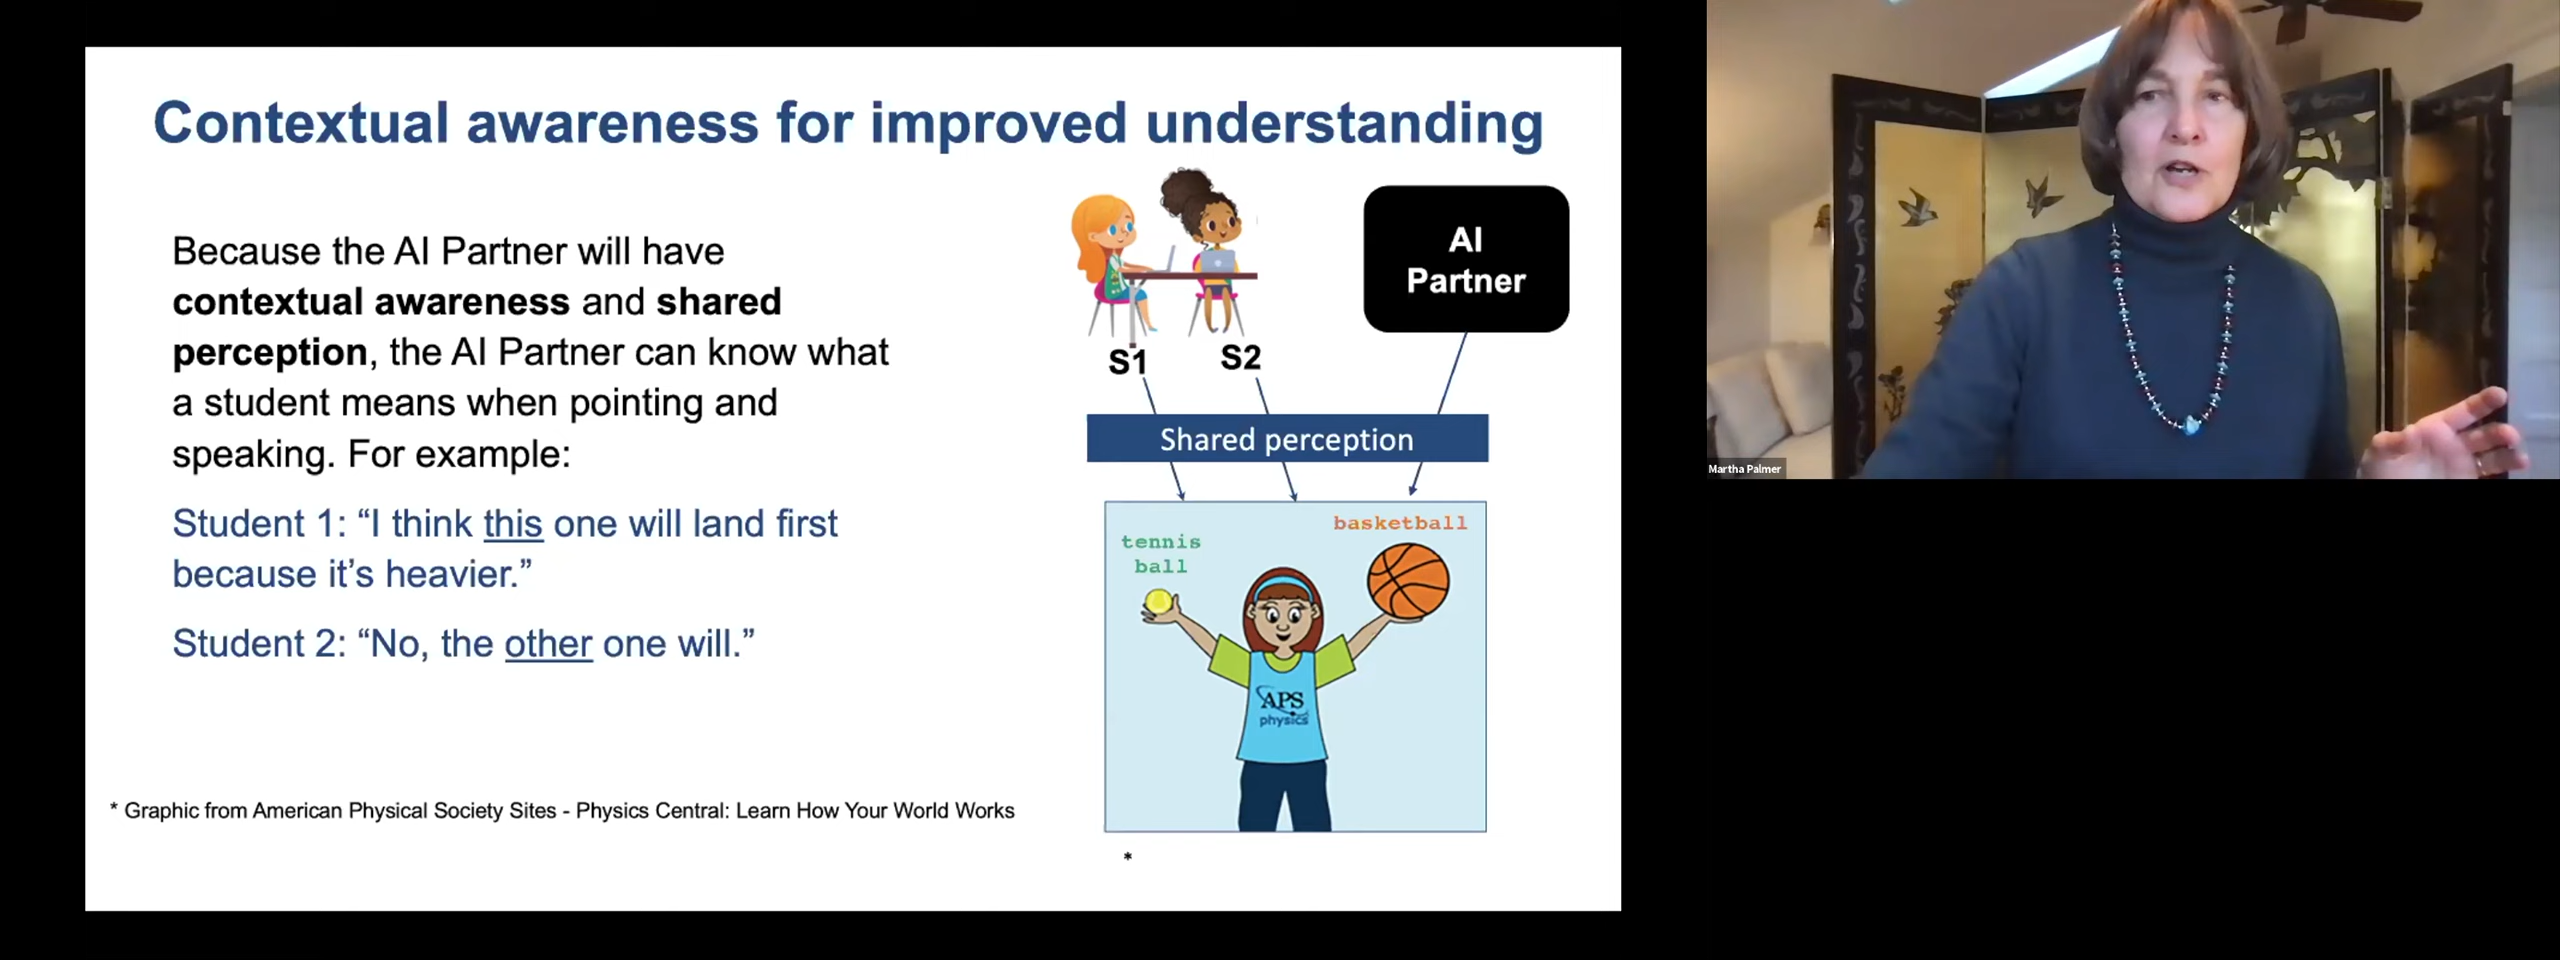 Contextual awareness for improved understanding
Because the AI Partner will have
contextual awareness and shared
perception, the AI Partner can know what
a student means when pointing and
speaking. For example:
Student 1: “I think this one will land first
because it’s heavier.”
Student 2: “No, the other one will.”
* Graphic from American Physical Society Sites - Physics Central: Learn How Your World Works
S1
S2
AI
Partner
Shared perception
tennis
ball
basketball
APS
physics
*
Martha Palmer